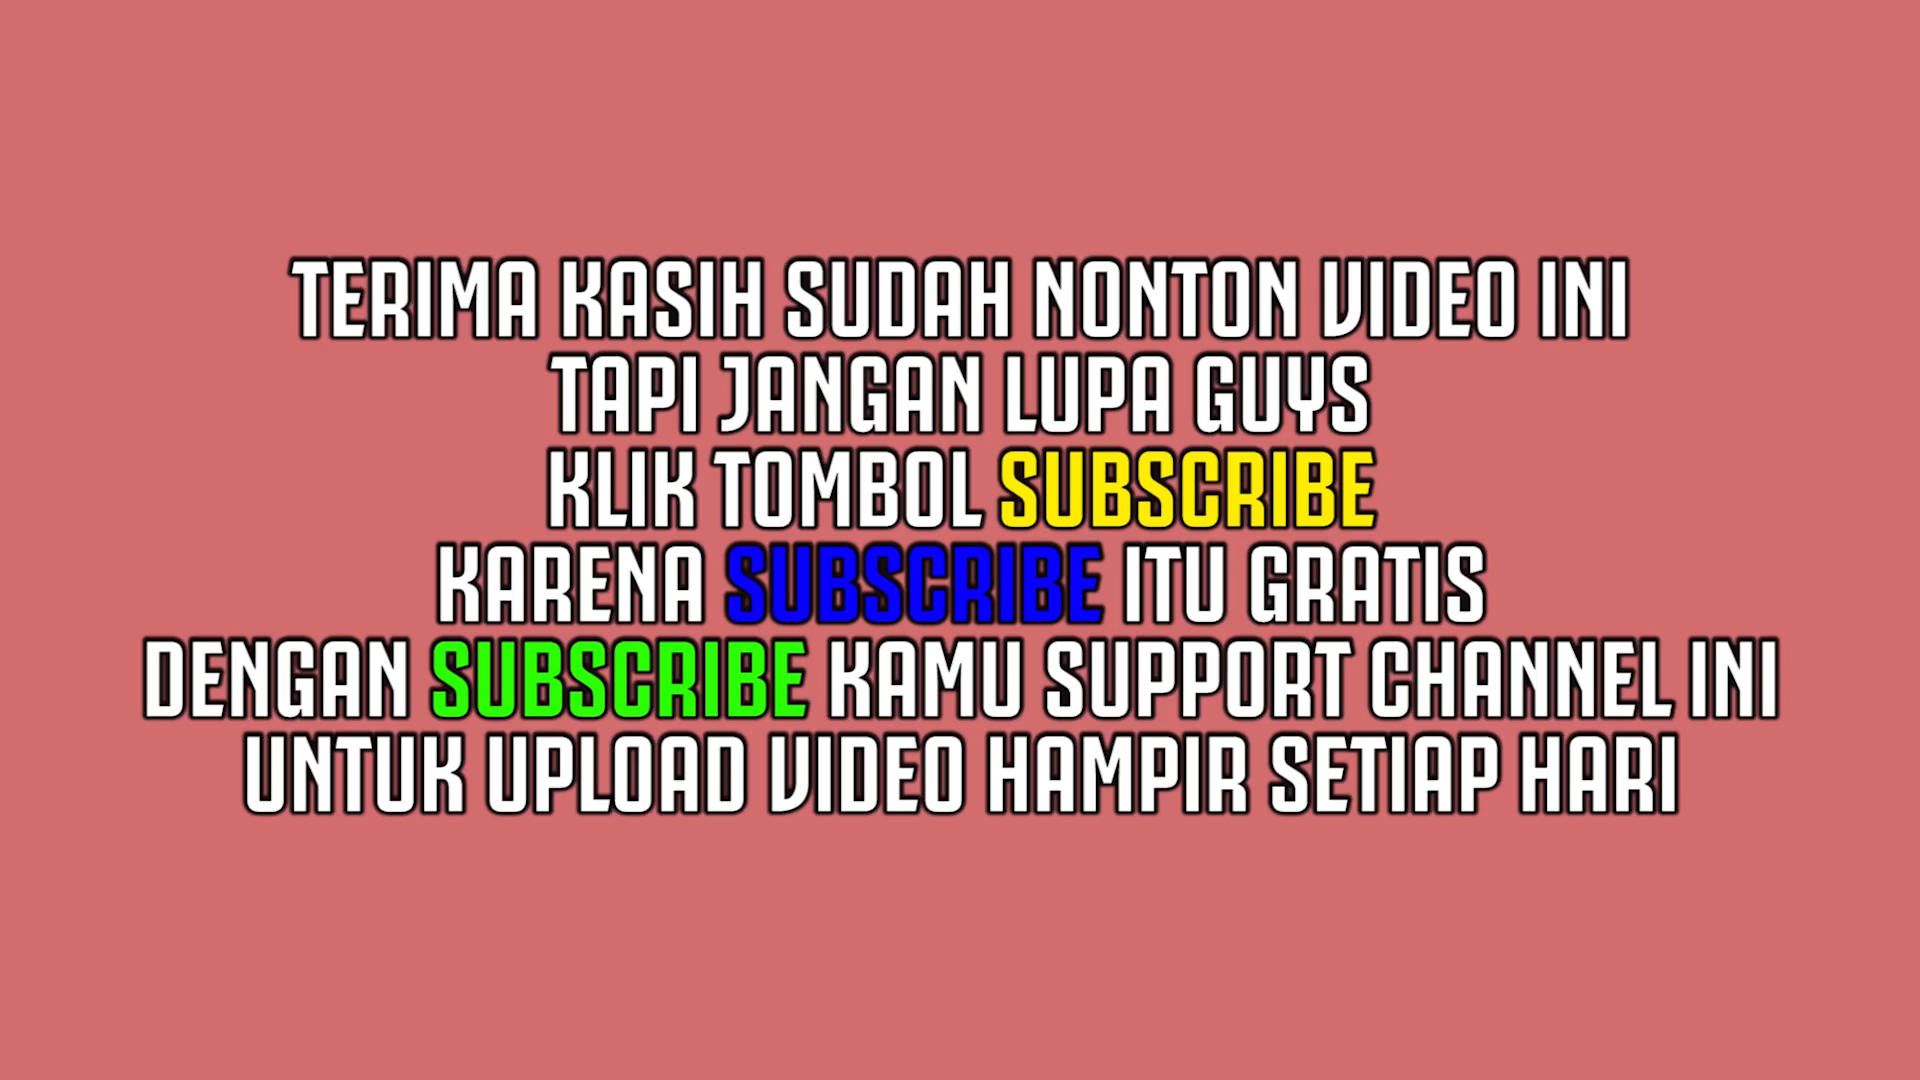 TERIMA KASIH SUDAH NONTON VIDEO INI
TAPI JANGAN LUPA GUYS
KLIK TOMBOL SUBSCRIBE
KARENA SUBSCRIBE ITU GRATIS
DENGAN SUBSCRIBE KAMU SUPPORT CHANNEL INI
UNTUK UPLOAD VIDEO HAMPIR SETIAP HARI